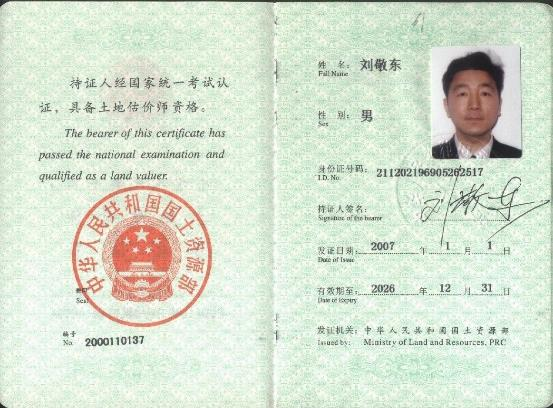 持证人经国家统一考试认
证，具备土地估价师资格。
The bearer of this certificate has
passed the national examination and
qualified as a land valuer.
中华人民共和国国土资源部
Seal
编号
No. 2000110137
姓 名： 刘敬东
Full Name
性 别： 男
Sex
身份证号码： 211202196905262517
I.D. No.
持证人签名：
Signature of the bearer
发证日期： 2007 年 1 月 1 日
Date of Issue
有效期至： 2026 年 12 月 31 日
Date of Expiry
发证机关： 中华人民共和国国土资源部
Issued by: Ministry of Land and Resources, PRC